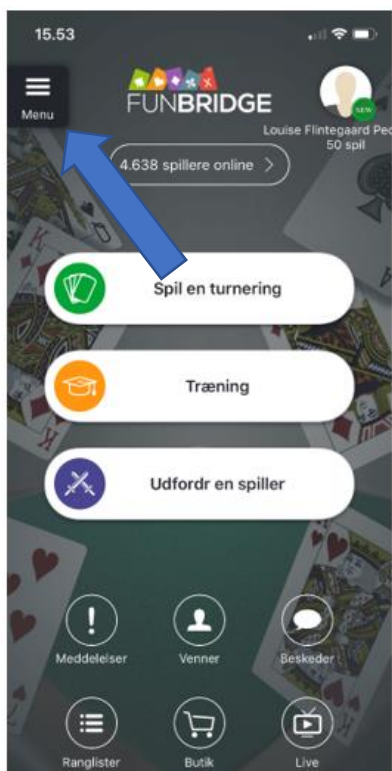 15.53
Menu
FUNBRIDGE
NEW
Louise Flintegaard Ped
50 spil
4.638 spillere online >
Spil en turnering
Træning
Udfordr en spiller
Meddelelser
Venner
Beskeder
Ranglister
Butik
Live